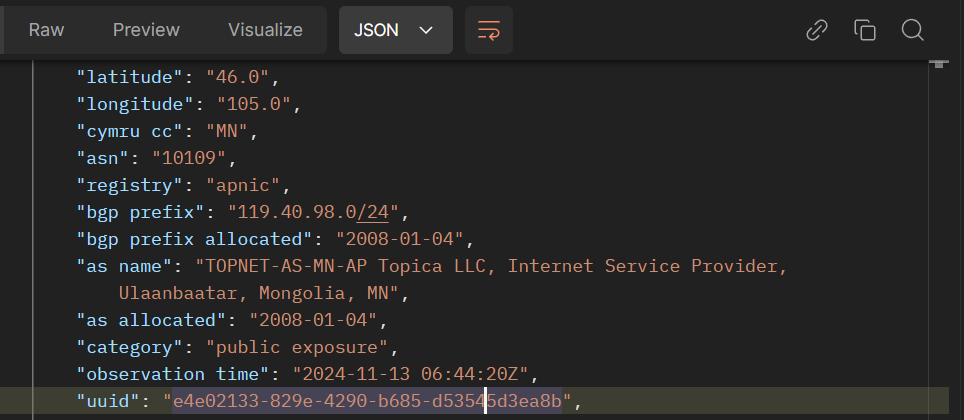 Raw Preview Visualize JSON
"latitude": "46.0",
"longitude": "105.0",
"cymru cc": "MN",
"asn": "10109",
"registry": "apnic",
"bgp prefix": "119.40.98.0/24",
"bgp prefix allocated": "2008-01-04",
"as name": "TOPNET-AS-MN-AP Topica LLC, Internet Service Provider,
Ulaanbaatar, Mongolia, MN",
"as allocated": "2008-01-04",
"category": "public exposure",
"observation time": "2024-11-13 06:44:20Z",
"uuid": "e4e02133-829e-4290-b685-d53545d3ea8b",